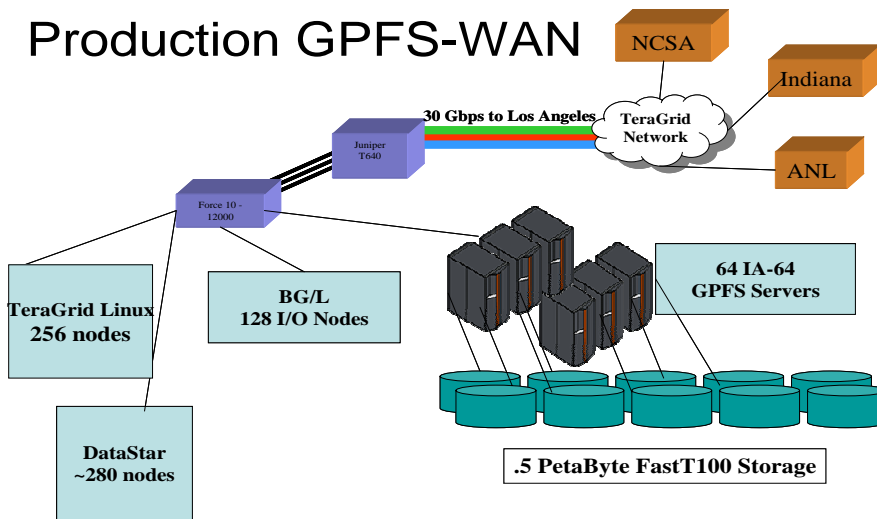 Production GPFS-WAN
NCSA
Indiana
30 Gbps to Los Angeles
TeraGrid
Network
Juniper
T640
ANL
Force 10 -
12000
TeraGrid Linux
256 nodes
BG/L
128 I/O Nodes
64 IA-64
GPFS Servers
DataStar
~280 nodes
.5 PetaByte FastT100 Storage